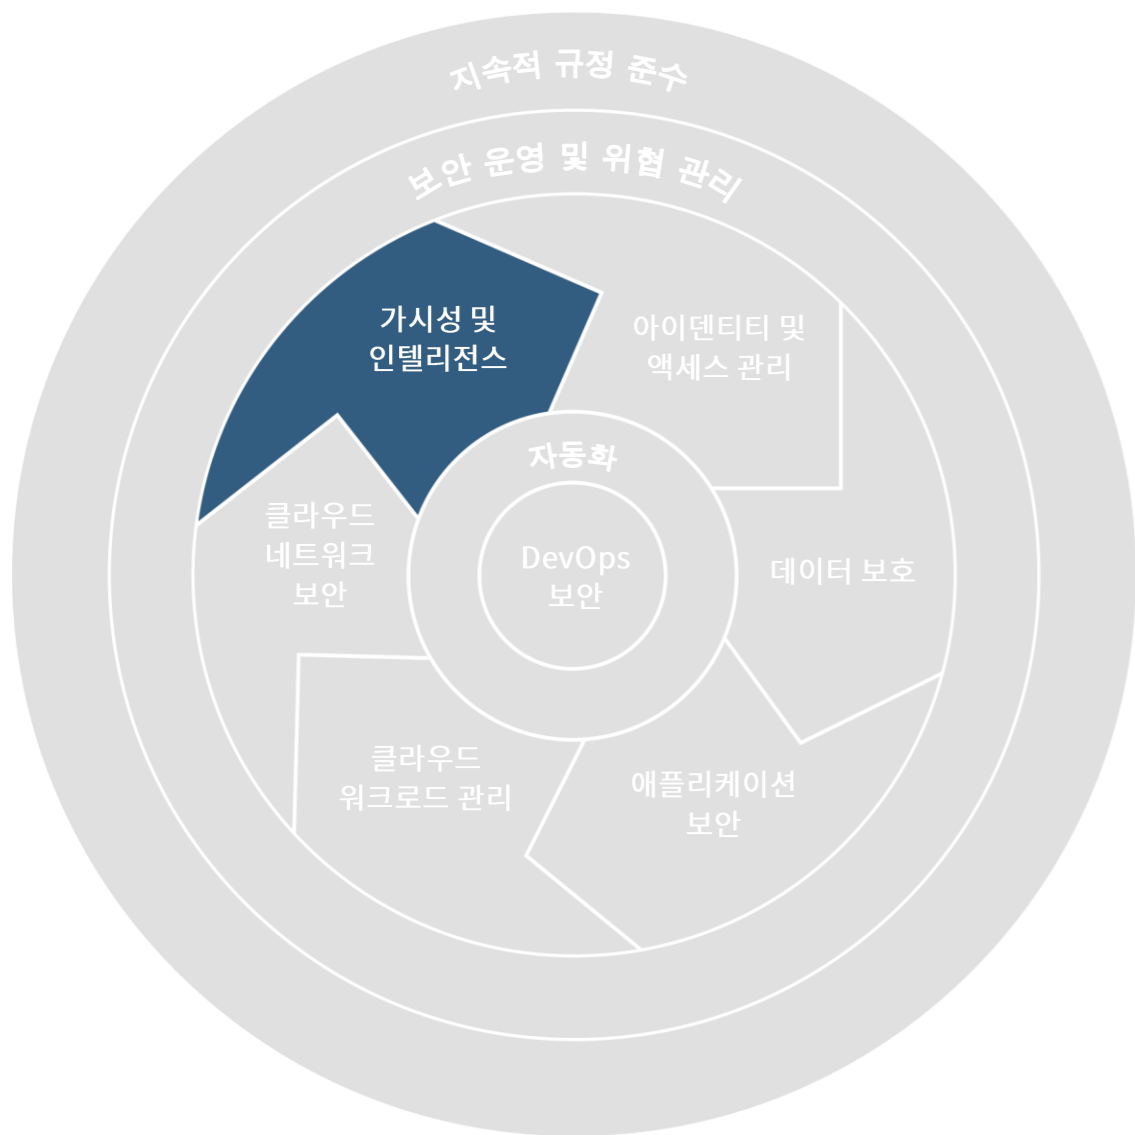 지속적 규정 준수
보안 운영 및 위협 관리
가시성 및
인텔리전스
아이덴티티 및
액세스 관리
자동화
클라우드
네트워크
보안
DevOps
보안
데이터 보호
클라우드
워크로드 관리
애플리케이션
보안